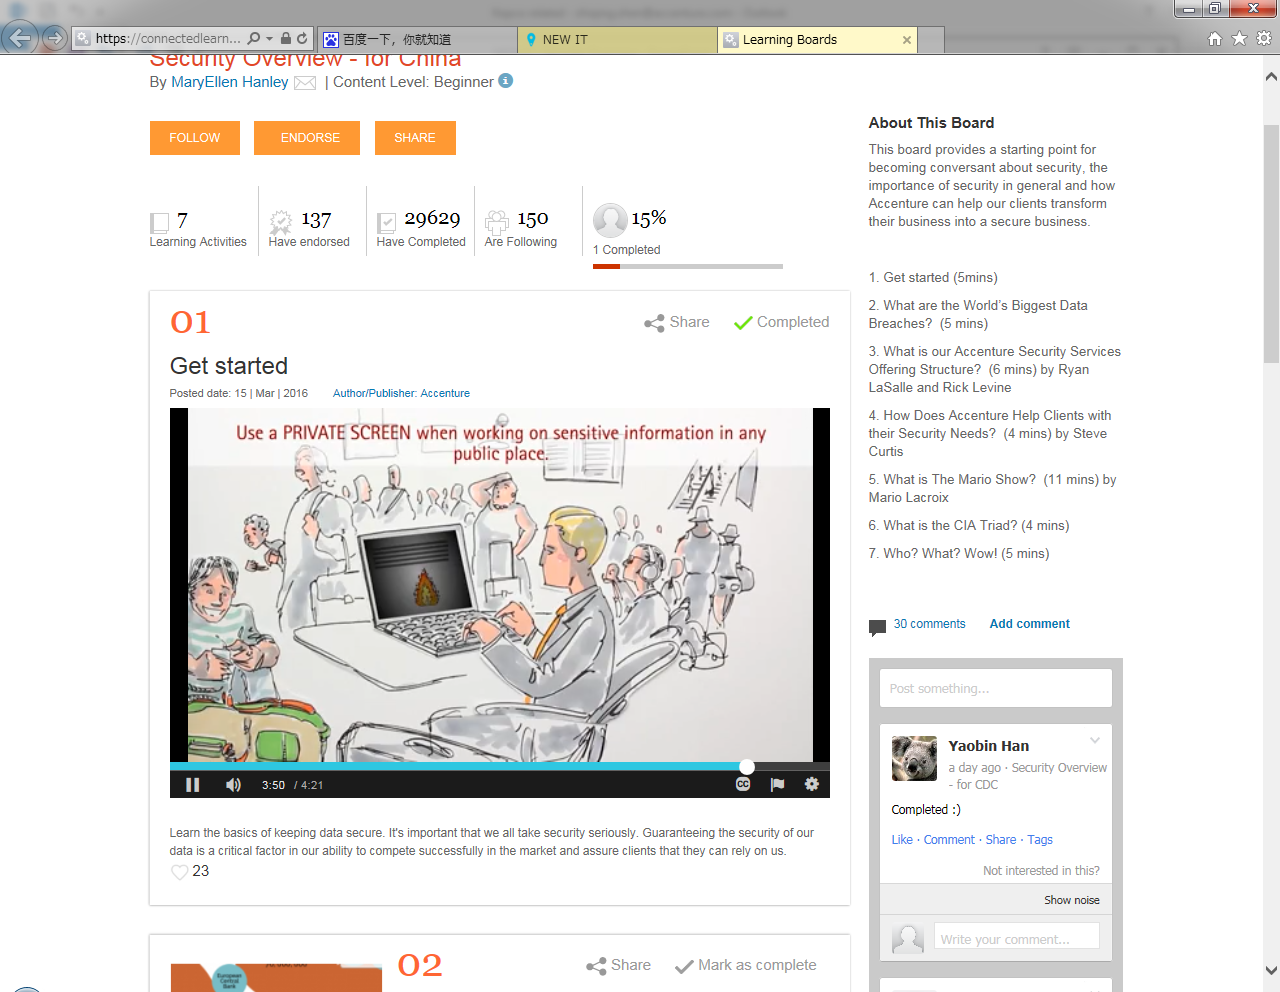 https://connectedlearn...
百度一下，你就知道
NEW IT
Learning Boards
Security Overview - for China
By MaryEllen Hanley | Content Level: Beginner
FOLLOW
ENDORSE
SHARE
7
Learning Activities
137
Have endorsed
29629
Have Completed
150
Are Following
15%
1 Completed
01
Share
Completed
Get started
Posted date: 15 | Mar | 2016
Author/Publisher: Accenture
Use a PRIVATE SCREEN when working on sensitive information in any
public place.
3:50 / 4:21
CC
Learn the basics of keeping data secure. It's important that we all take security seriously. Guaranteeing the security of our
data is a critical factor in our ability to compete successfully in the market and assure clients that they can rely on us.
23
European
Central
Bank
02
Share
Mark as complete
About This Board
This board provides a starting point for
becoming conversant about security, the
importance of security in general and how
Accenture can help our clients transform
their business into a secure business.
1. Get started (5mins)
2. What are the World's Biggest Data
Breaches? (5 mins)
3. What is our Accenture Security Services
Offering Structure? (6 mins) by Ryan
LaSalle and Rick Levine
4. How Does Accenture Help Clients with
their Security Needs? (4 mins) by Steve
Curtis
5. What is The Mario Show? (11 mins) by
Mario Lacroix
6. What is the CIA Triad? (4 mins)
7. Who? What? Wow! (5 mins)
30 comments
Add comment
Post something...
Yaobin Han
a day ago · Security Overview
- for CDC
Completed :)
Like · Comment · Share · Tags
Not interested in this?
Show noise
Write your comment...